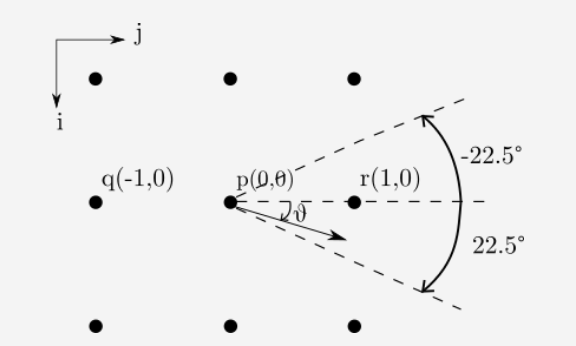 j
i
-22.5°
q(-1,0)
p(0,0)
r(1,0)
ϑ
22.5°